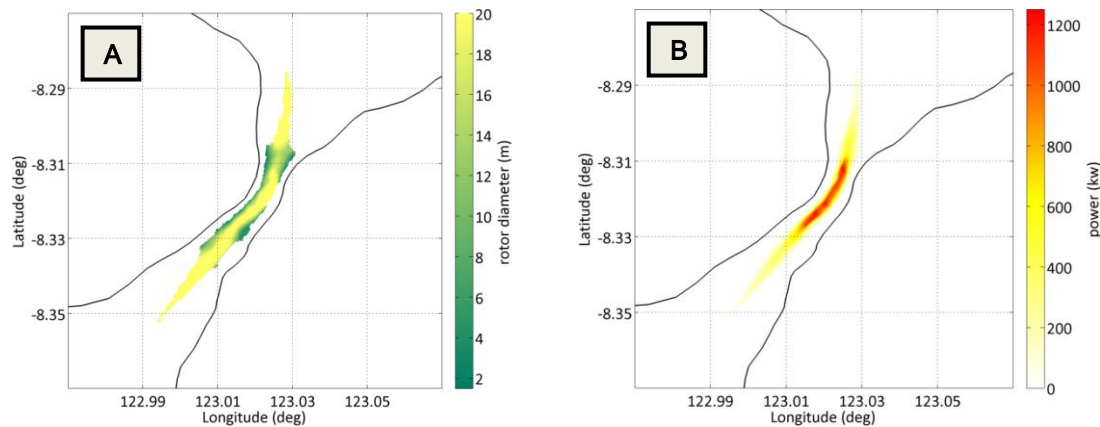 A
-8.29
-8.31
-8.33
-8.35
Latitude (deg)
122.99 123.01 123.03 123.05
Longitude (deg)
20
18
16
14
12
10
8
6
4
2
rotor diameter (m)
B
-8.29
-8.31
-8.33
-8.35
Latitude (deg)
122.99 123.01 123.03 123.05
Longitude (deg)
1200
1000
800
600
400
200
0
power (kw)